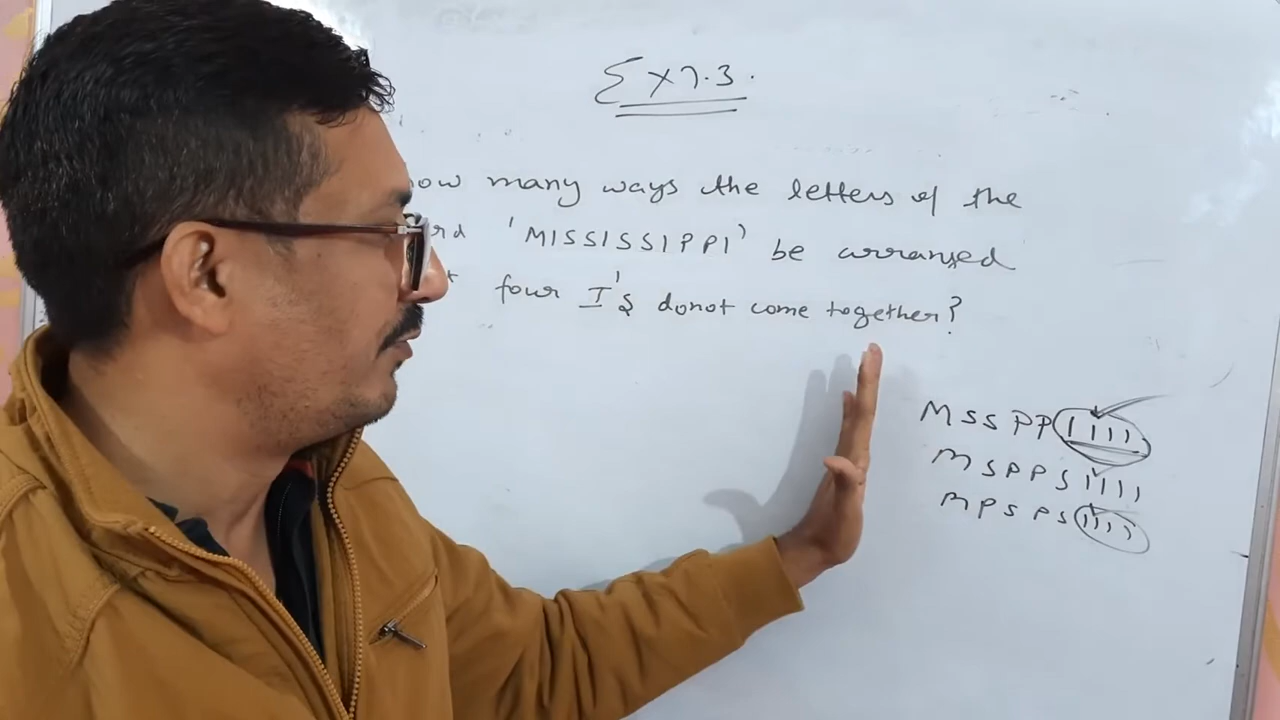 Ex 7.3.
ow many ways the letters of the
rd 'MISSISSIPPI' be arranged
t four I's donot come together?
MSSPPIIII
MSPPSIIII
MPSPSIIII